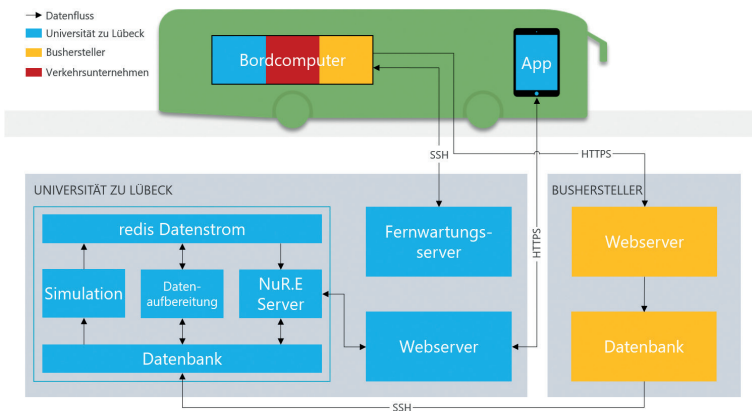 Datenfluss
Universität zu Lübeck
Bushersteller
Verkehrsunternehmen
Bordcomputer
App
SSH
HTTPS
UNIVERSITÄT ZU LÜBECK
BUSHERSTELLER
redis Datenstrom
Fernwartungs-
server
Webserver
HTTPS
Simulation
Daten-
aufbereitung
NuR.E
Server
Datenbank
Webserver
Datenbank
SSH